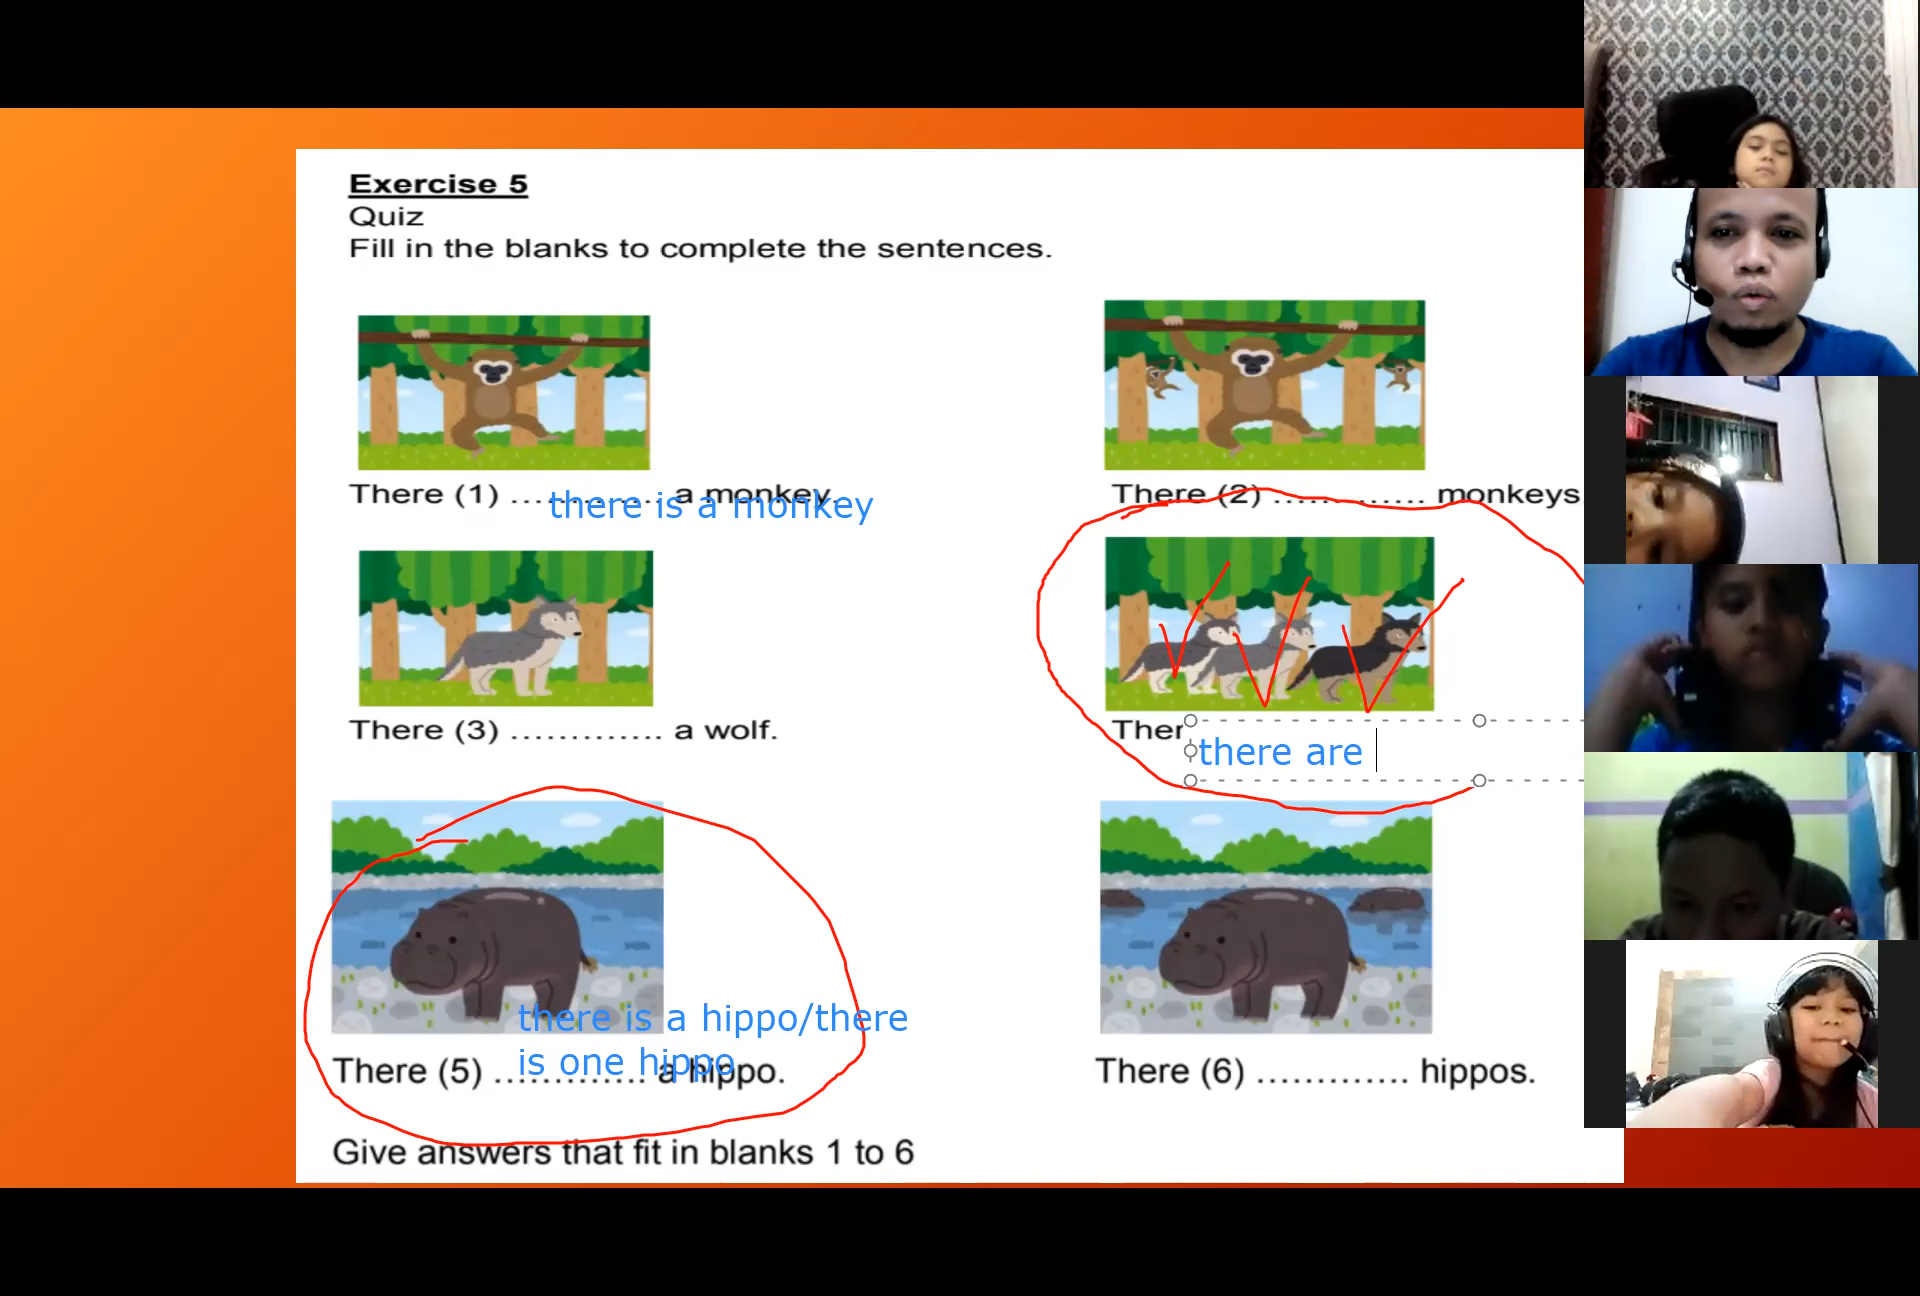 Exercise 5
Quiz
Fill in the blanks to complete the sentences.
There (1) ............. a monkey.
there is a monkey
There (2) ............. monkeys
There (3) ............. a wolf.
Ther
there are
there is a hippo/there
is one hippo
There (5) ............. a hippo.
There (6) ............. hippos.
Give answers that fit in blanks 1 to 6